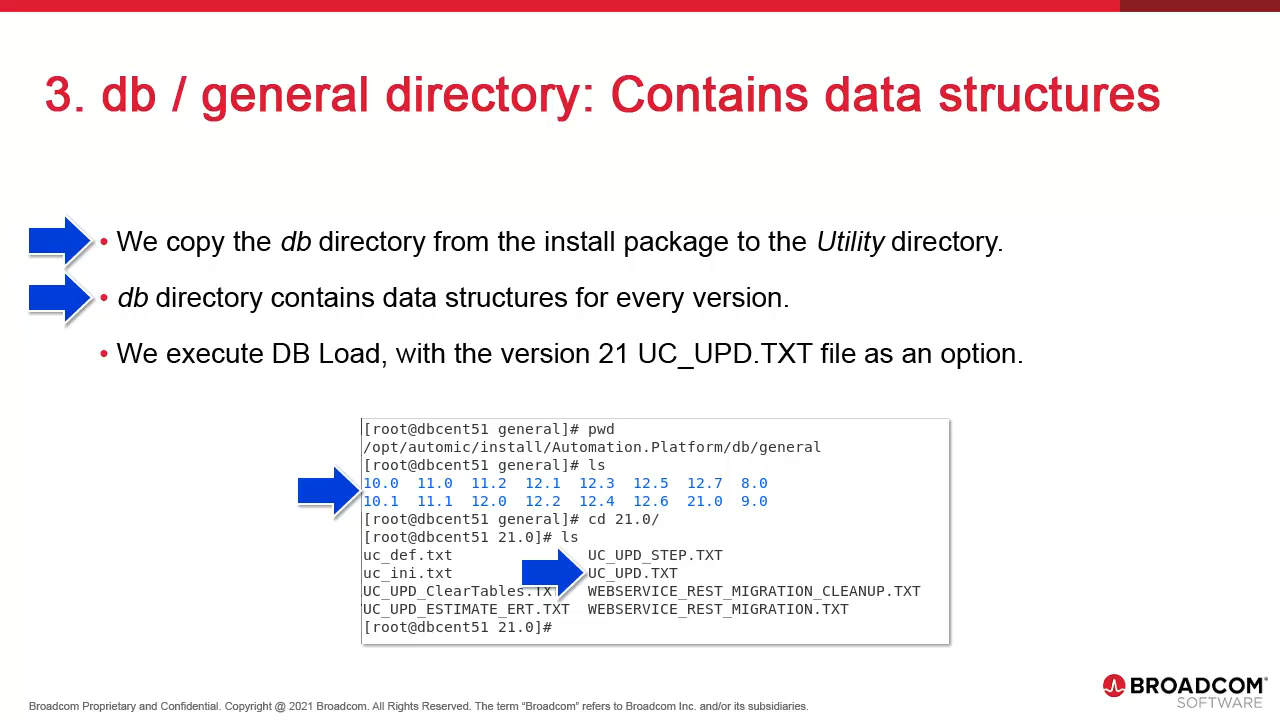 3. db / general directory: Contains data structures
• We copy the db directory from the install package to the Utility directory.
• db directory contains data structures for every version.
• We execute DB Load, with the version 21 UC_UPD.TXT file as an option.
[root@dbcent51 general]# pwd
/opt/automic/install/Automation.Platform/db/general
[root@dbcent51 general]# ls
10.0  11.0  11.2  12.1  12.3  12.5  12.7  8.0
10.1  11.1  12.0  12.2  12.4  12.6  21.0  9.0
[root@dbcent51 general]# cd 21.0/
[root@dbcent51 21.0]# ls
uc_def.txt               UC_UPD_STEP.TXT
uc_ini.txt               UC_UPD.TXT
UC_UPD_ClearTables.TXT   WEBSERVICE_REST_MIGRATION_CLEANUP.TXT
UC_UPD_ESTIMATE_ERT.TXT  WEBSERVICE_REST_MIGRATION.TXT
[root@dbcent51 21.0]#
Broadcom Proprietary and Confidential. Copyright @ 2021 Broadcom. All Rights Reserved. The term “Broadcom” refers to Broadcom Inc. and/or its subsidiaries.
BROADCOM®
SOFTWARE